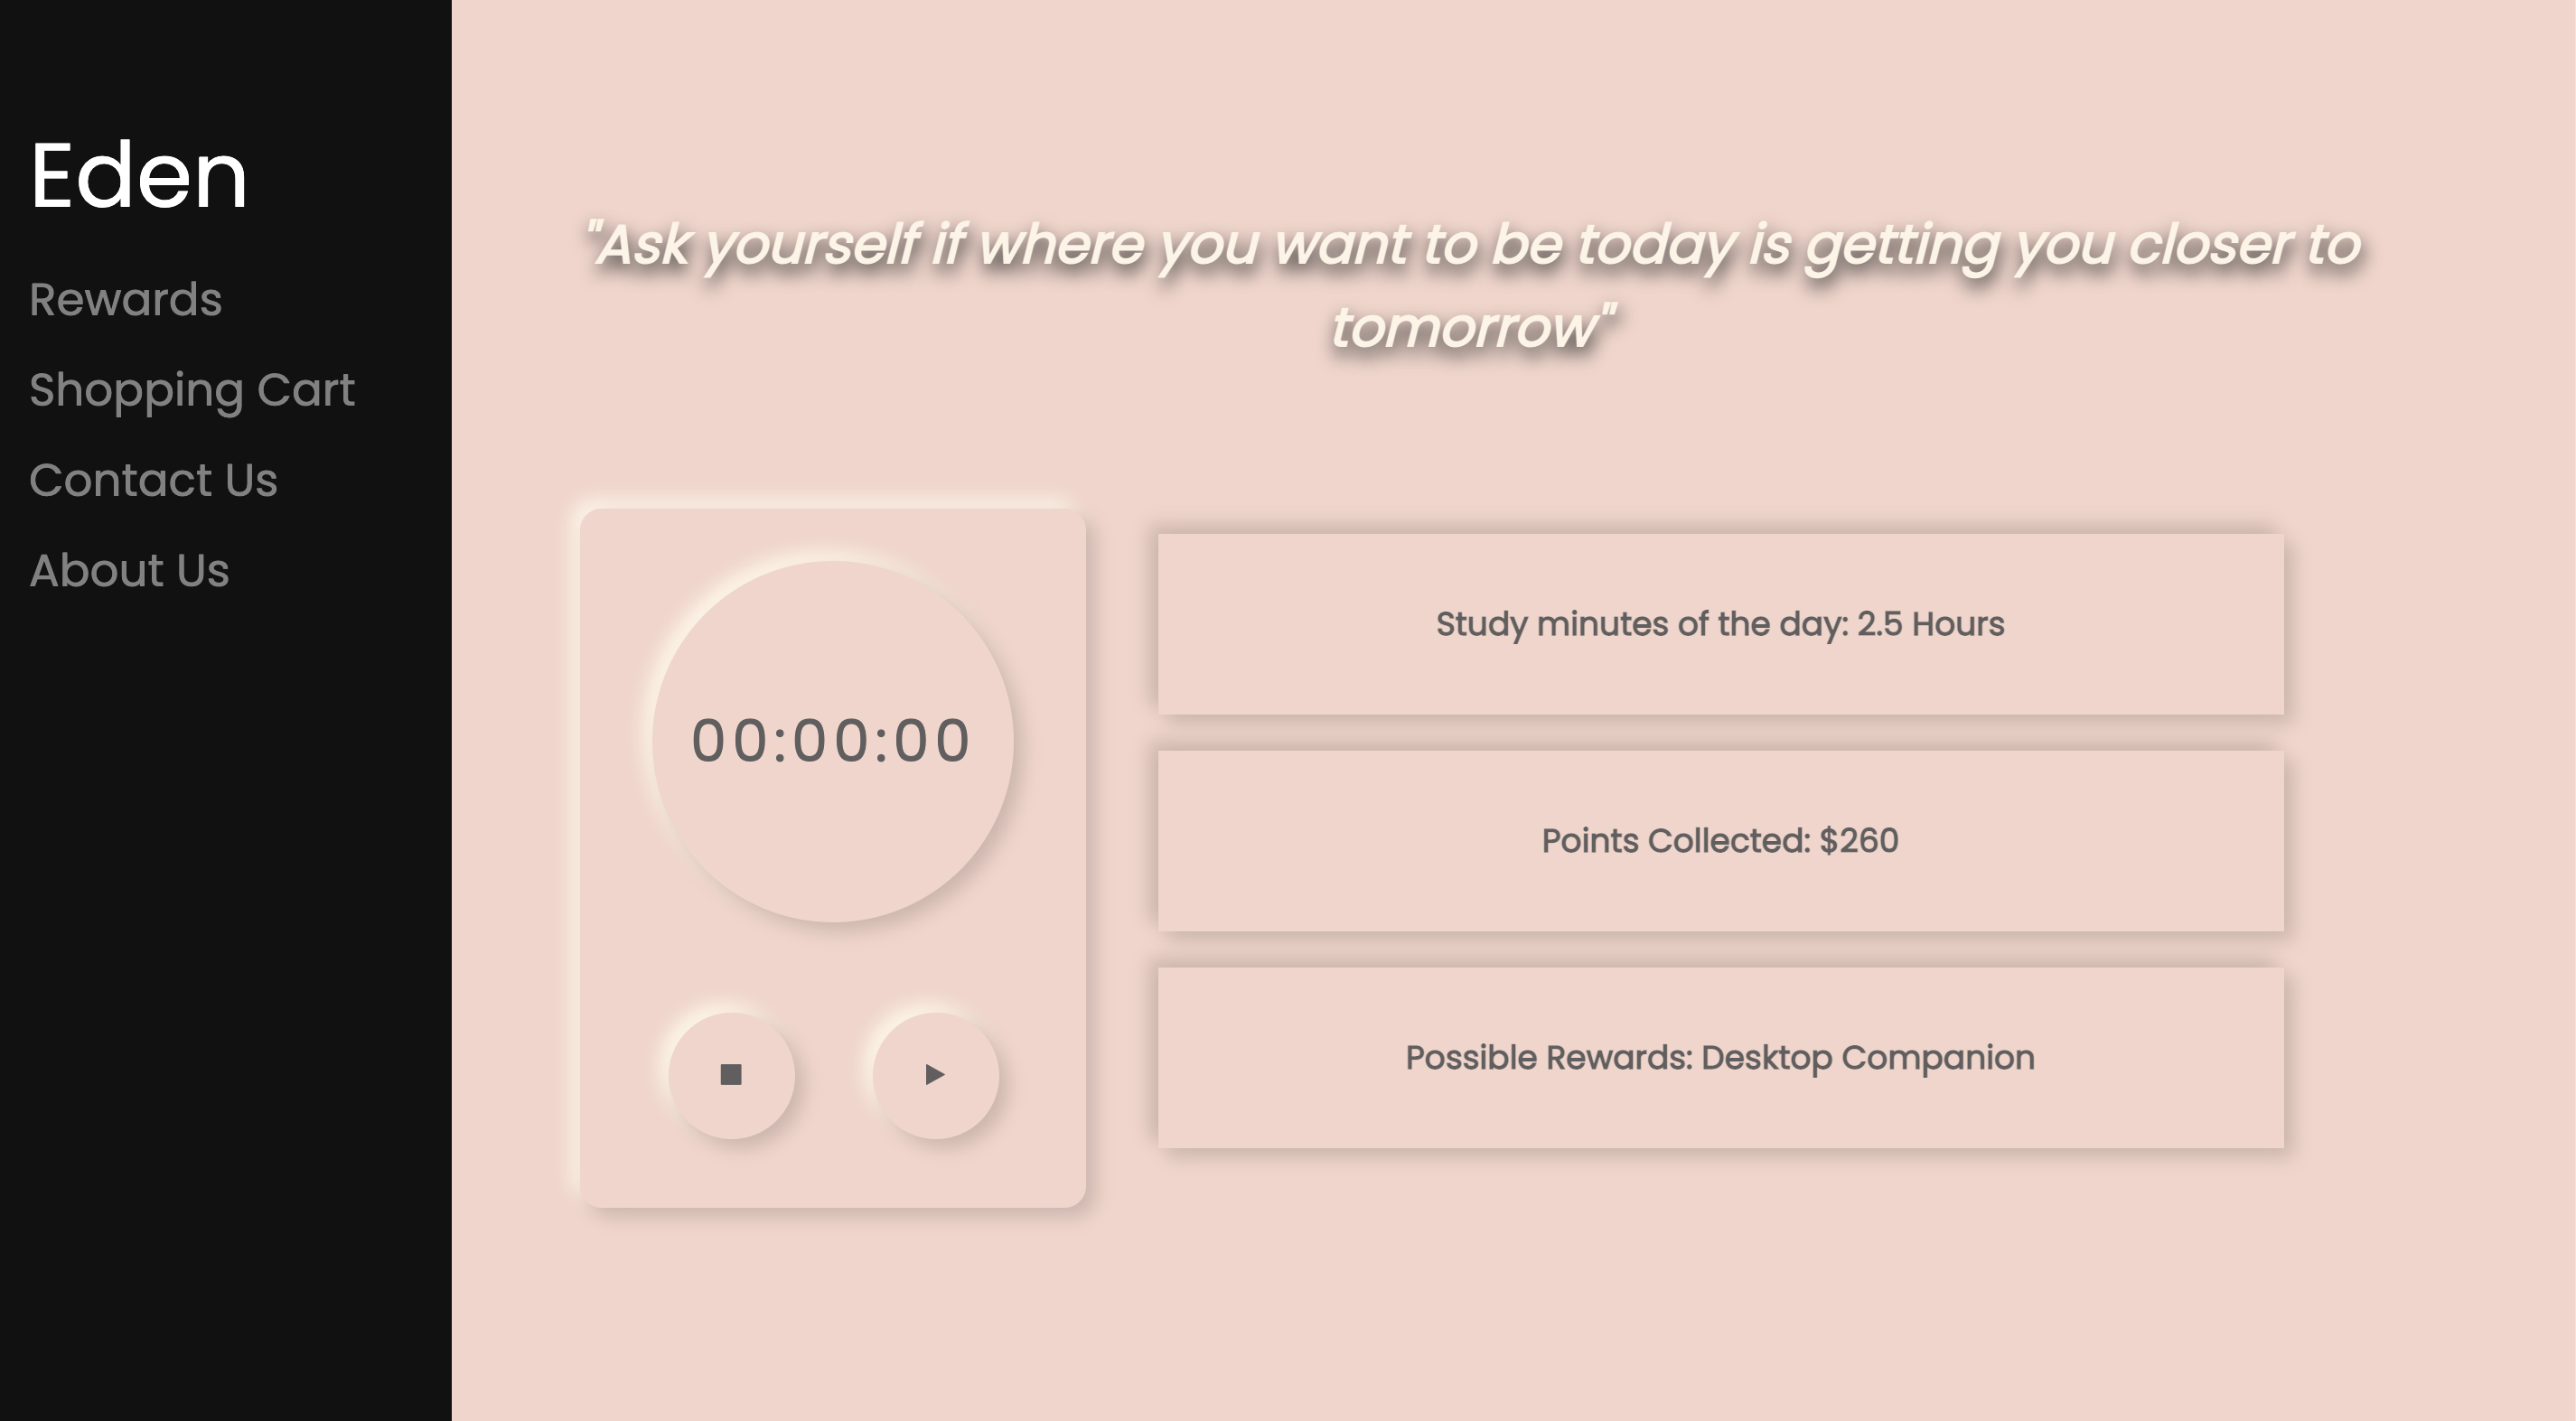 Eden
Rewards
Shopping Cart
Contact Us
About Us
"Ask yourself if where you want to be today is getting you closer to
tomorrow"
00:00:00
Study minutes of the day: 2.5 Hours
Points Collected: $260
Possible Rewards: Desktop Companion